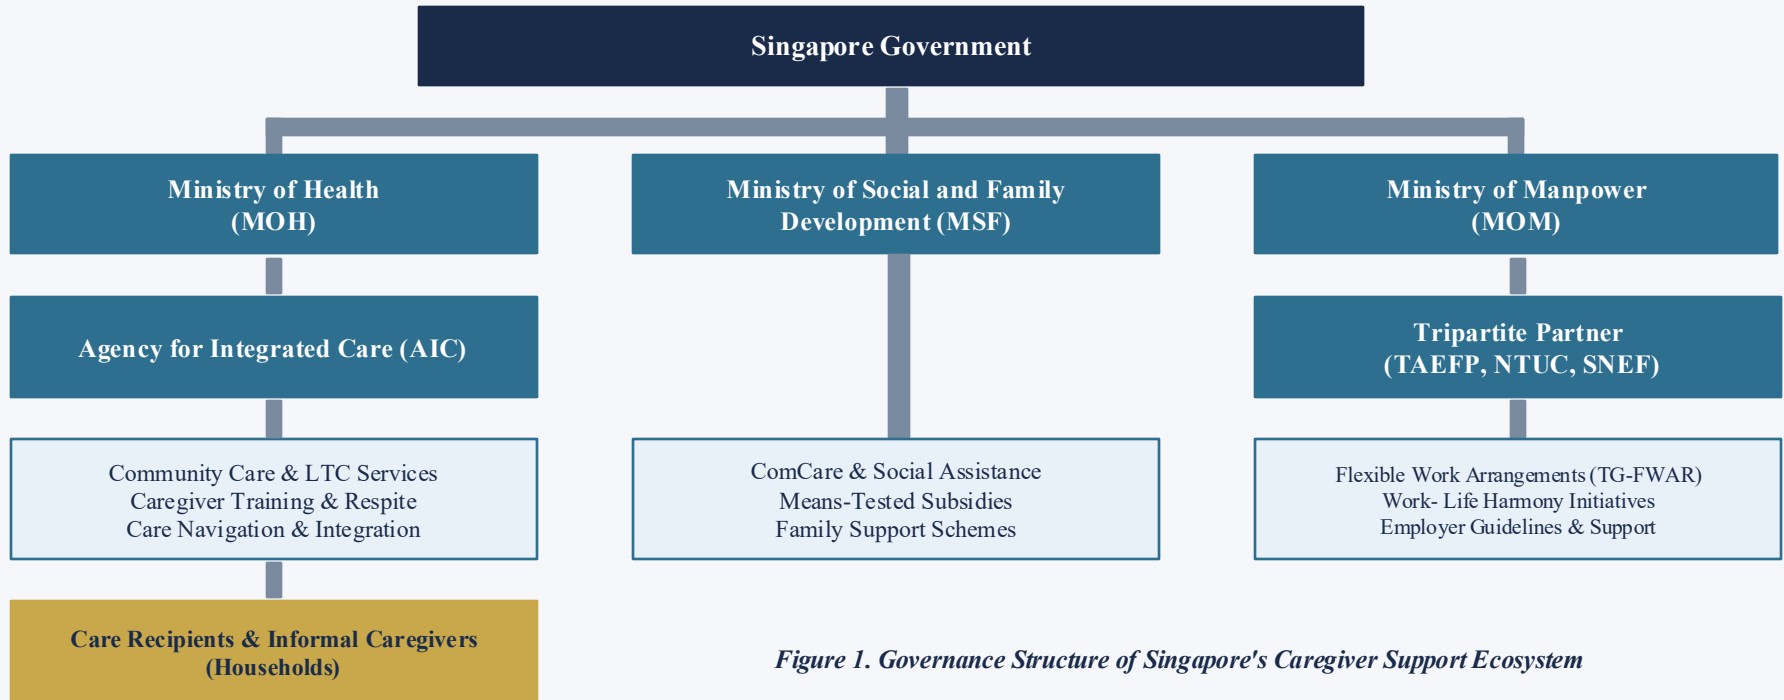 Singapore Government
Ministry of Health
(MOH)
Ministry of Social and Family
Development (MSF)
Ministry of Manpower
(MOM)
Agency for Integrated Care (AIC)
Tripartite Partner
(TAEFP, NTUC, SNEF)
Community Care & LTC Services
Caregiver Training & Respite
Care Navigation & Integration
ComCare & Social Assistance
Means-Tested Subsidies
Family Support Schemes
Flexible Work Arrangements (TG-FWAR)
Work- Life Harmony Initiatives
Employer Guidelines & Support
Care Recipients & Informal Caregivers
(Households)
Figure 1. Governance Structure of Singapore's Caregiver Support Ecosystem